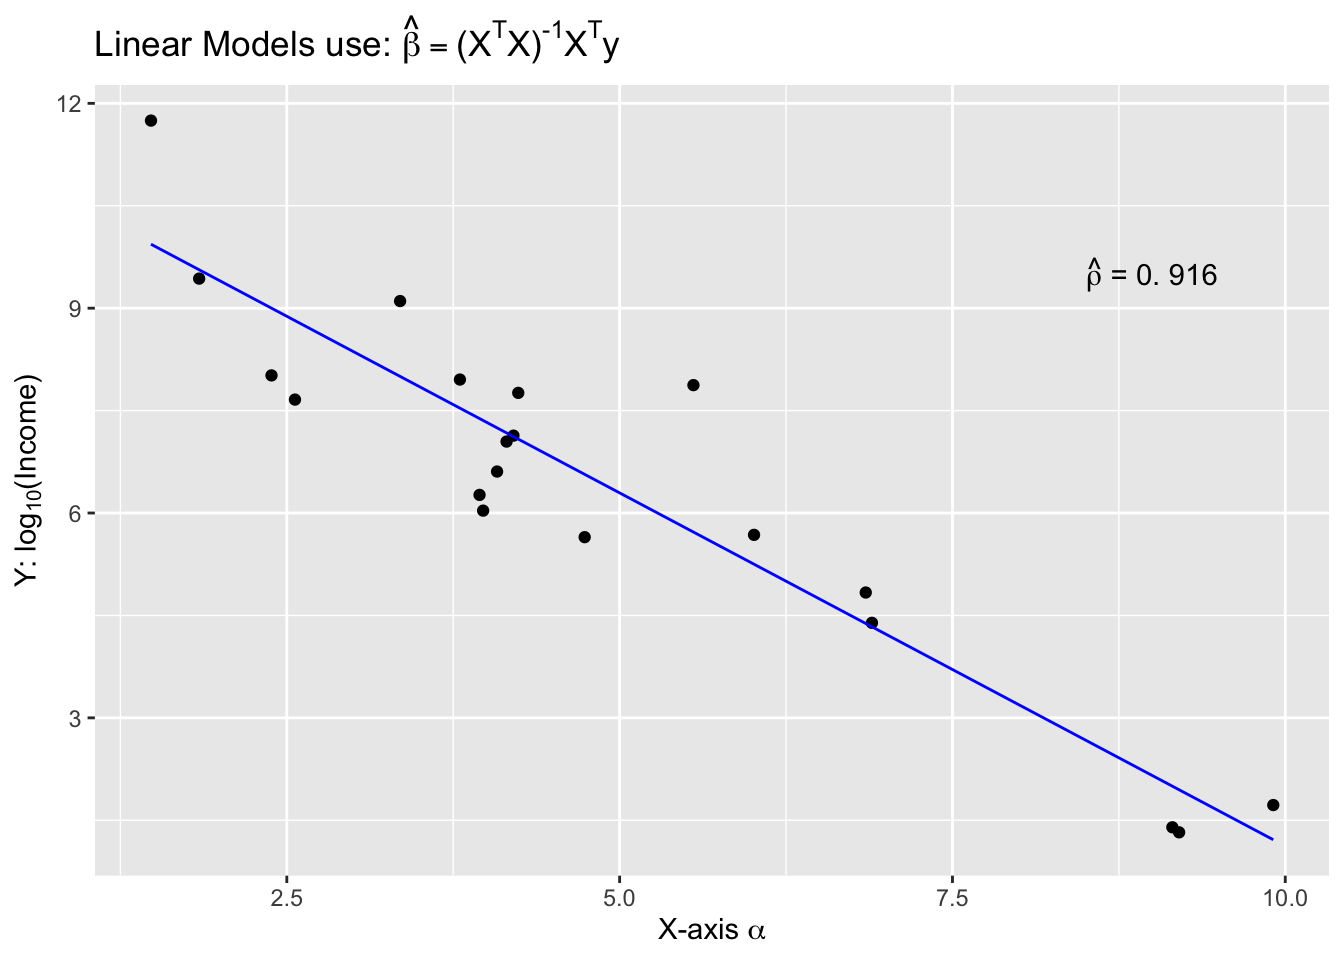 Linear Models use: β̂ = (XᵀX)⁻¹Xᵀy
12
9
6
3
ρ̂ = 0. 916
Y: log₁₀(Income)
2.5 5.0 7.5 10.0
X-axis α